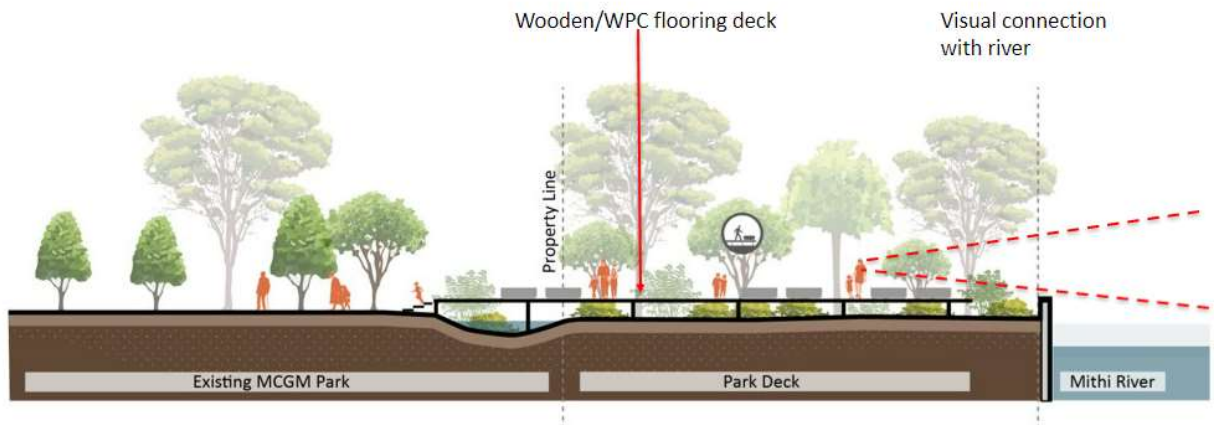 Wooden/WPC flooring deck
Visual connection
with river
Property Line
Existing MCGM Park
Park Deck
Mithi River